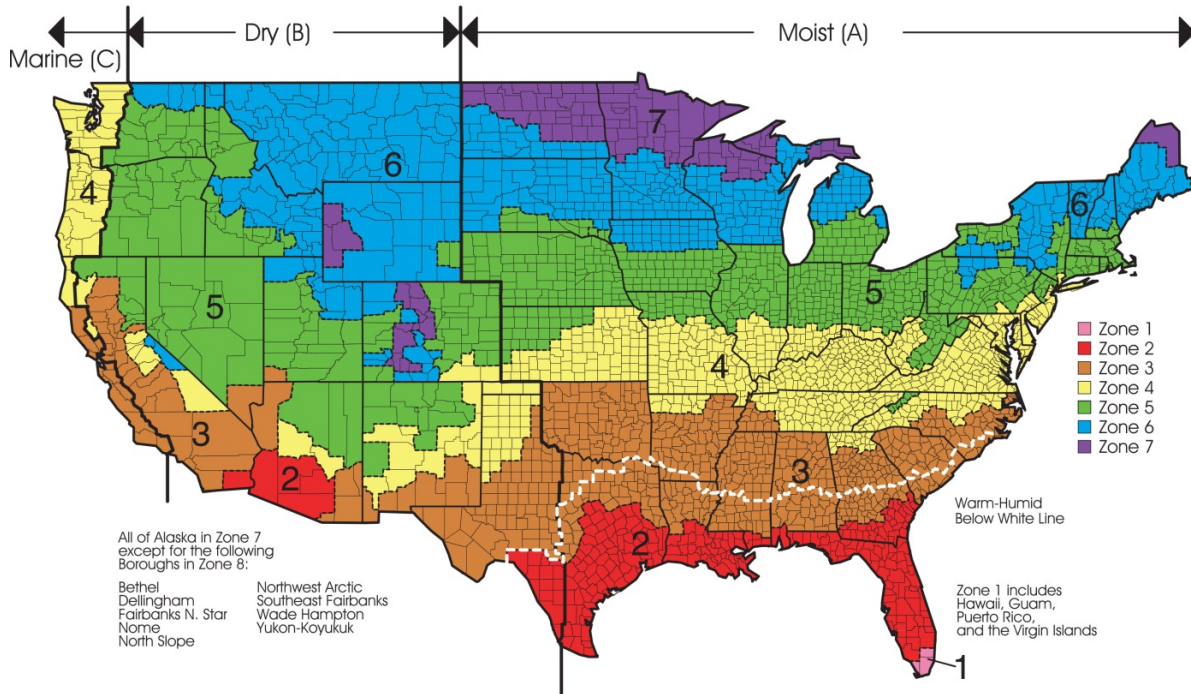 Marine (C)
Dry (B)
Moist (A)
4
6
7
6
5
5
4
3
2
3
2
1
Zone 1
Zone 2
Zone 3
Zone 4
Zone 5
Zone 6
Zone 7
Warm-Humid
Below White Line
All of Alaska in Zone 7
except for the following
Boroughs in Zone 8:
Bethel
Dellingham
Fairbanks N. Star
Nome
North Slope
Northwest Arctic
Southeast Fairbanks
Wade Hampton
Yukon-Koyukuk
Zone 1 includes
Hawaii, Guam,
Puerto Rico,
and the Virgin Islands